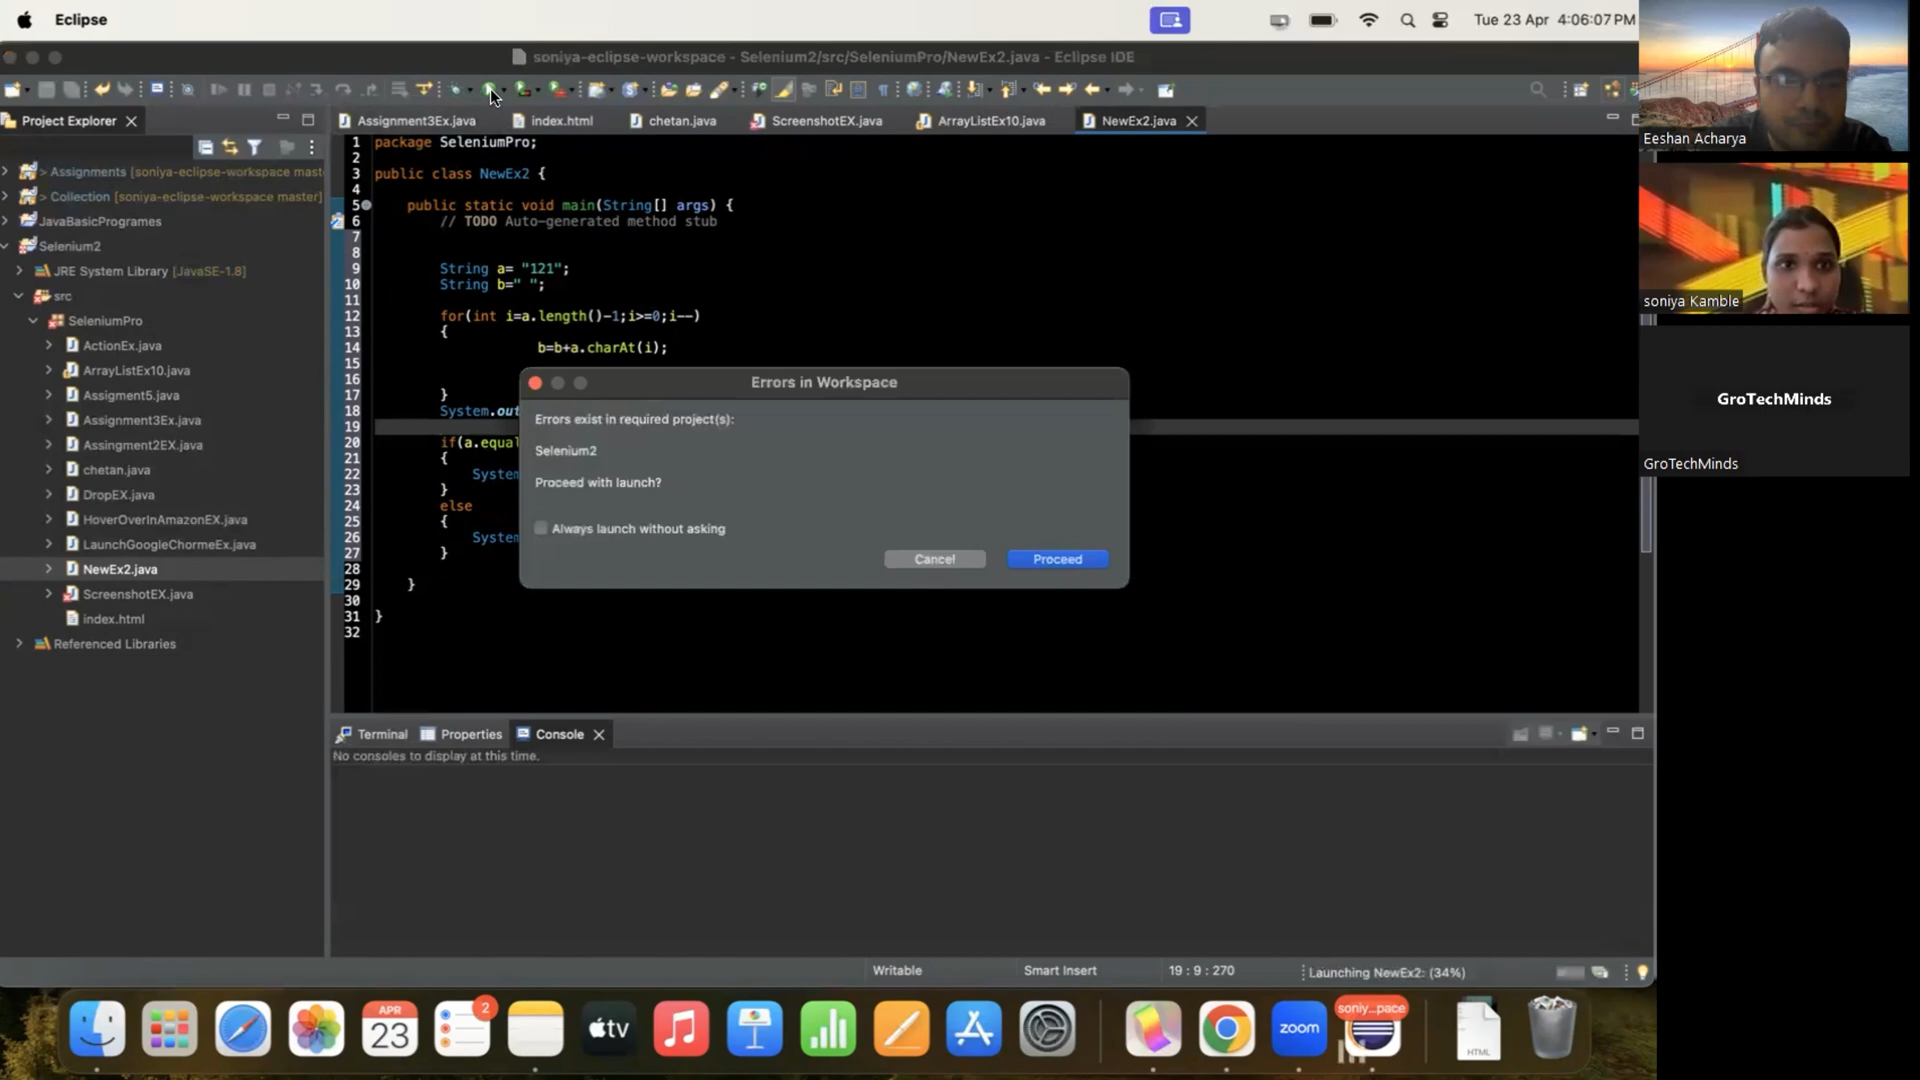 Eclipse
Tue 23 Apr 4:06:07 PM
soniya-eclipse-workspace - Selenium2/src/SeleniumPro/NewEx2.java - Eclipse IDE
Project Explorer
Assignment3Ex.java
index.html
chetan.java
ScreenshotEX.java
ArrayListEx10.java
NewEx2.java
> Assignments [soniya-eclipse-workspace mast
> Collection [soniya-eclipse-workspace master]
JavaBasicProgrames
Selenium2
JRE System Library [JavaSE-1.8]
src
SeleniumPro
ActionEx.java
ArrayListEx10.java
Assigment5.java
Assignment3Ex.java
Assingment2EX.java
chetan.java
DropEX.java
HoverOverInAmazonEX.java
LaunchGoogleChormeEx.java
NewEx2.java
ScreenshotEX.java
index.html
Referenced Libraries
1 package SeleniumPro;
2
3 public class NewEx2 {
4
5 public static void main(String[] args) {
6 // TODO Auto-generated method stub
7
8
9 String a= "121";
10 String b=" ";
11
12 for(int i=a.length()-1;i>=0;i--)
13 {
14 b=b+a.charAt(i);
15
16
17 }
18 System.out
19
20 if(a.equal
21 {
22 System
23 }
24 else
25 {
26 System
27 }
28
29 }
30
31 }
32
Errors in Workspace
Errors exist in required project(s):
Selenium2
Proceed with launch?
Always launch without asking
Cancel
Proceed
Terminal
Properties
Console
No consoles to display at this time.
Writable
Smart Insert
19 : 9 : 270
Launching NewEx2: (34%)
Eeshan Acharya
soniya Kamble
GroTechMinds
GroTechMinds
APR
23
2
tv
zoom
soniy...pace
HTML